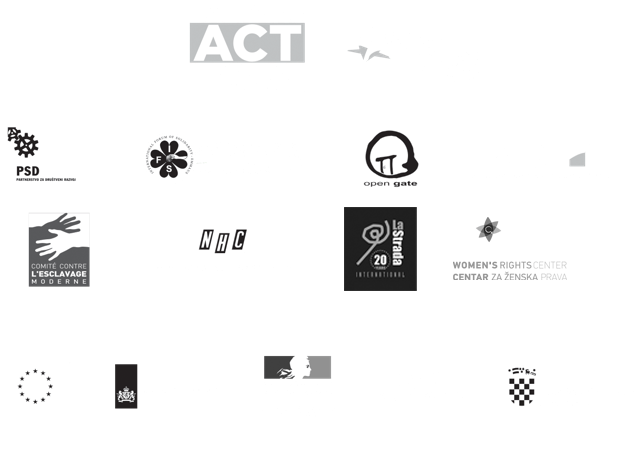 ACT
PSD
PARTNERSTVO ZA DRUŠTVENI RAZVOJ
F
I
S
open gate
COMITÉ CONTRE
L'ESCLAVAGE
MODERNE
NHC
La Strada
20
INTERNATIONAL
WOMEN'S RIGHTS CENTER
CENTAR ZA ŽENSKA PRAVA